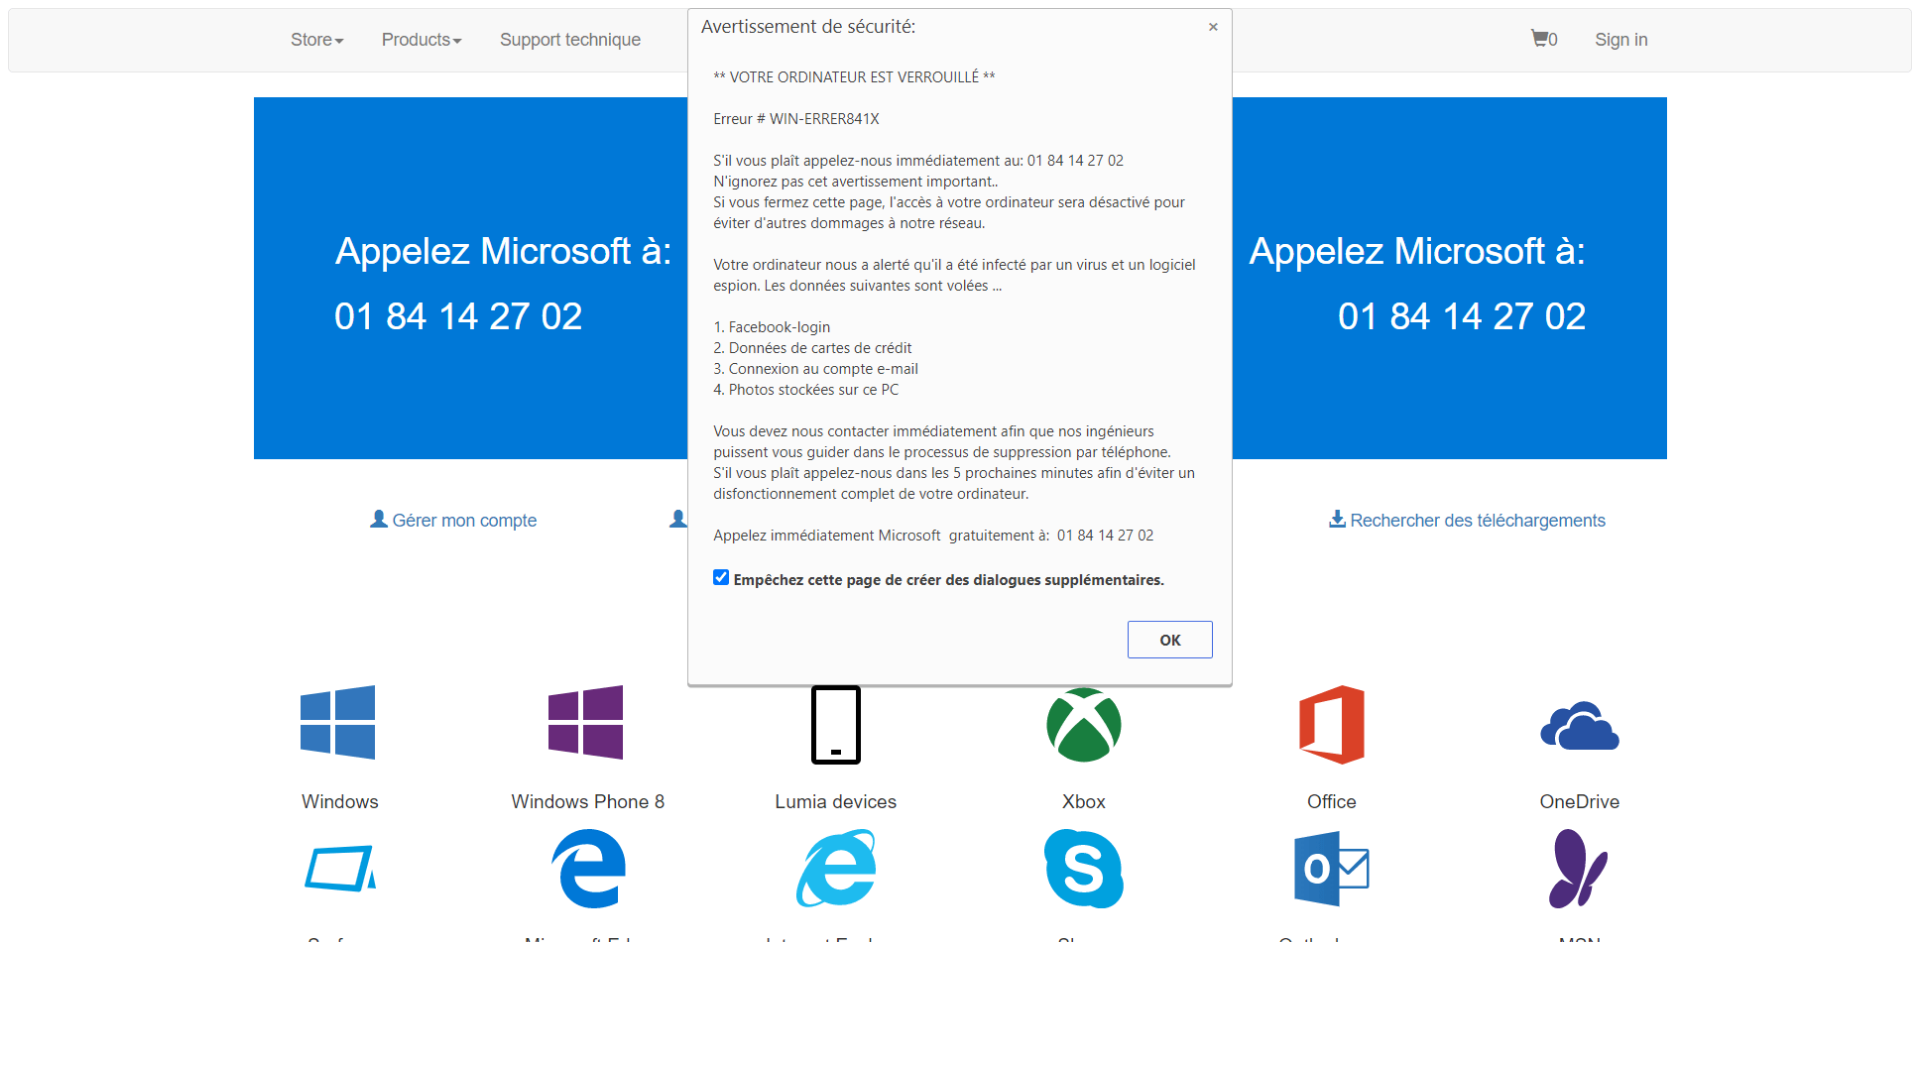 Store
Products
Support technique
0
Sign in
Avertissement de sécurité:
×
** VOTRE ORDINATEUR EST VERROUILLÉ **
Erreur # WIN-ERRER841X
S'il vous plaît appelez-nous immédiatement au: 01 84 14 27 02
N'ignorez pas cet avertissement important..
Si vous fermez cette page, l'accès à votre ordinateur sera désactivé pour
éviter d'autres dommages à notre réseau.
Votre ordinateur nous a alerté qu'il a été infecté par un virus et un logiciel
espion. Les données suivantes sont volées ...
1. Facebook-login
2. Données de cartes de crédit
3. Connexion au compte e-mail
4. Photos stockées sur ce PC
Vous devez nous contacter immédiatement afin que nos ingénieurs
puissent vous guider dans le processus de suppression par téléphone.
S'il vous plaît appelez-nous dans les 5 prochaines minutes afin d'éviter un
disfonctionnement complet de votre ordinateur.
Appelez immédiatement Microsoft gratuitement à: 01 84 14 27 02
Empêchez cette page de créer des dialogues supplémentaires.
OK
Appelez Microsoft à:
01 84 14 27 02
Appelez Microsoft à:
01 84 14 27 02
Gérer mon compte
Rechercher des téléchargements
Windows
Windows Phone 8
Lumia devices
Xbox
Office
OneDrive